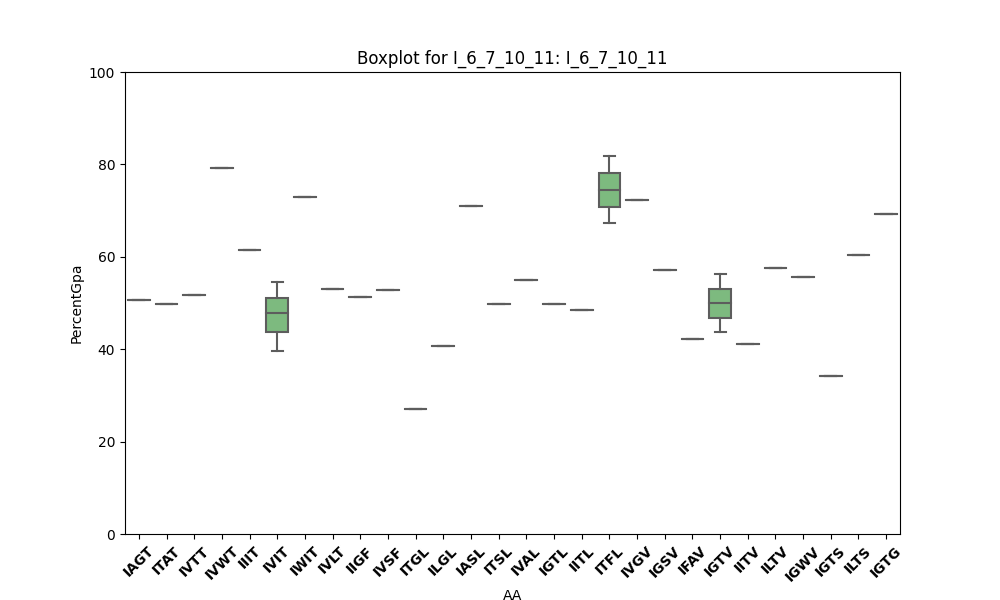 Boxplot for I_6_7_10_11: I_6_7_10_11
100
80
60
40
20
0
PercentGpa
IAGT ITAT IVTT IVWT IIIT IVIT IWIT IVLT IIGF IVSF ITGL ILGL IASL ITSL IVAL IGTL IITL ITFL IVGV IGSV IFAV IGTV IITV ILTV IGWV IGTS ILTS IGTG
AA